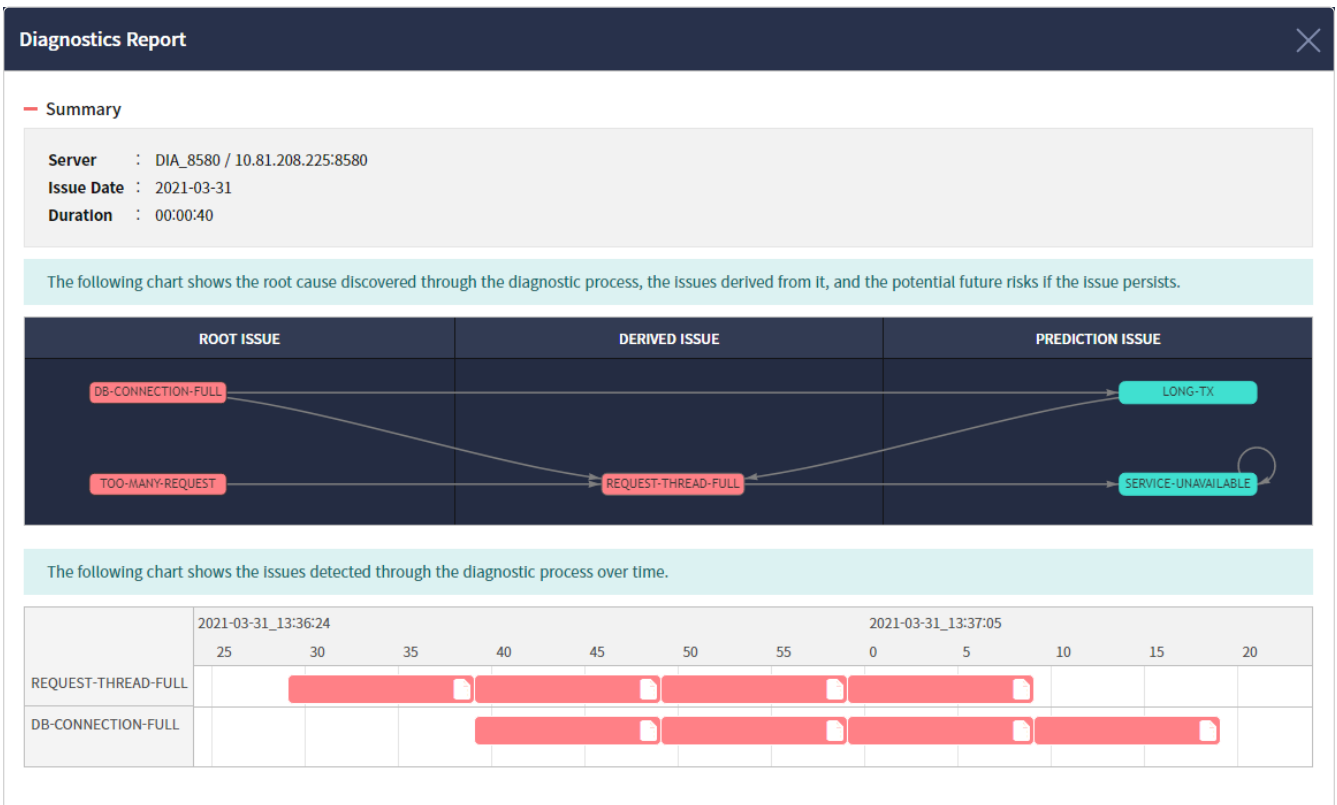 Diagnostics Report
Summary
Server : DIA_8580 / 10.81.208.225:8580
Issue Date : 2021-03-31
Duration : 00:00:40
The following chart shows the root cause discovered through the diagnostic process, the issues derived from it, and the potential future risks if the issue persists.
ROOT ISSUE DERIVED ISSUE PREDICTION ISSUE
DB-CONNECTION-FULL LONG-TX
TOO-MANY-REQUEST REQUEST-THREAD-FULL SERVICE-UNAVAILABLE
The following chart shows the issues detected through the diagnostic process over time.
2021-03-31_13:36:24 2021-03-31_13:37:05
25 30 35 40 45 50 55 0 5 10 15 20
REQUEST-THREAD-FULL
DB-CONNECTION-FULL